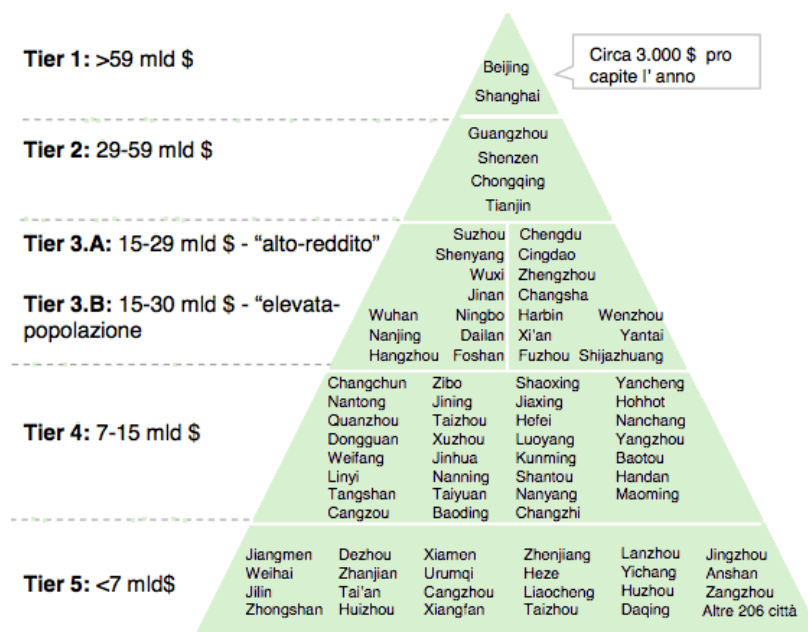 Tier 1: >59 mld $
Beijing
Shanghai
Circa 3.000 $ pro
capite l' anno
Tier 2: 29-59 mld $
Guangzhou
Shenzen
Chongqing
Tianjin
Tier 3.A: 15-29 mld $ - “alto-reddito”
Tier 3.B: 15-30 mld $ - “elevata-
popolazione
Suzhou Chengdu
Shenyang Cingdao
Wuxi Zhengzhou
Jinan Changsha
Wuhan Ningbo Harbin Wenzhou
Nanjing Dailan Xi'an Yantai
Hangzhou Foshan Fuzhou Shijazhuang
Tier 4: 7-15 mld $
Changchun Zibo Shaoxing Yancheng
Nantong Jining Jiaxing Hohhot
Quanzhou Taizhou Hefei Nanchang
Dongguan Xuzhou Luoyang Yangzhou
Weifang Jinhua Kunming Baotou
Linyi Nanning Shantou Handan
Tangshan Taiyuan Nanyang Maoming
Cangzou Baoding Changzhi
Tier 5: <7 mld$
Jiangmen Dezhou Xiamen Zhenjiang Lanzhou Jingzhou
Weihai Zhanjian Urumqi Heze Yichang Anshan
Jilin Tai'an Cangzhou Liaocheng Huzhou Zangzhou
Zhongshan Huizhou Xiangfan Taizhou Daqing Altre 206 città